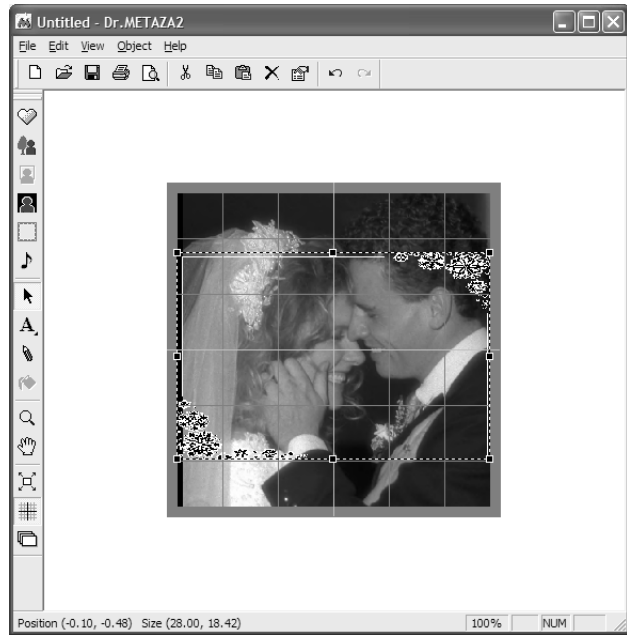 Untitled - Dr.METAZA2
File Edit View Object Help
A
Position (-0.10, -0.48) Size (28.00, 18.42) 100% NUM